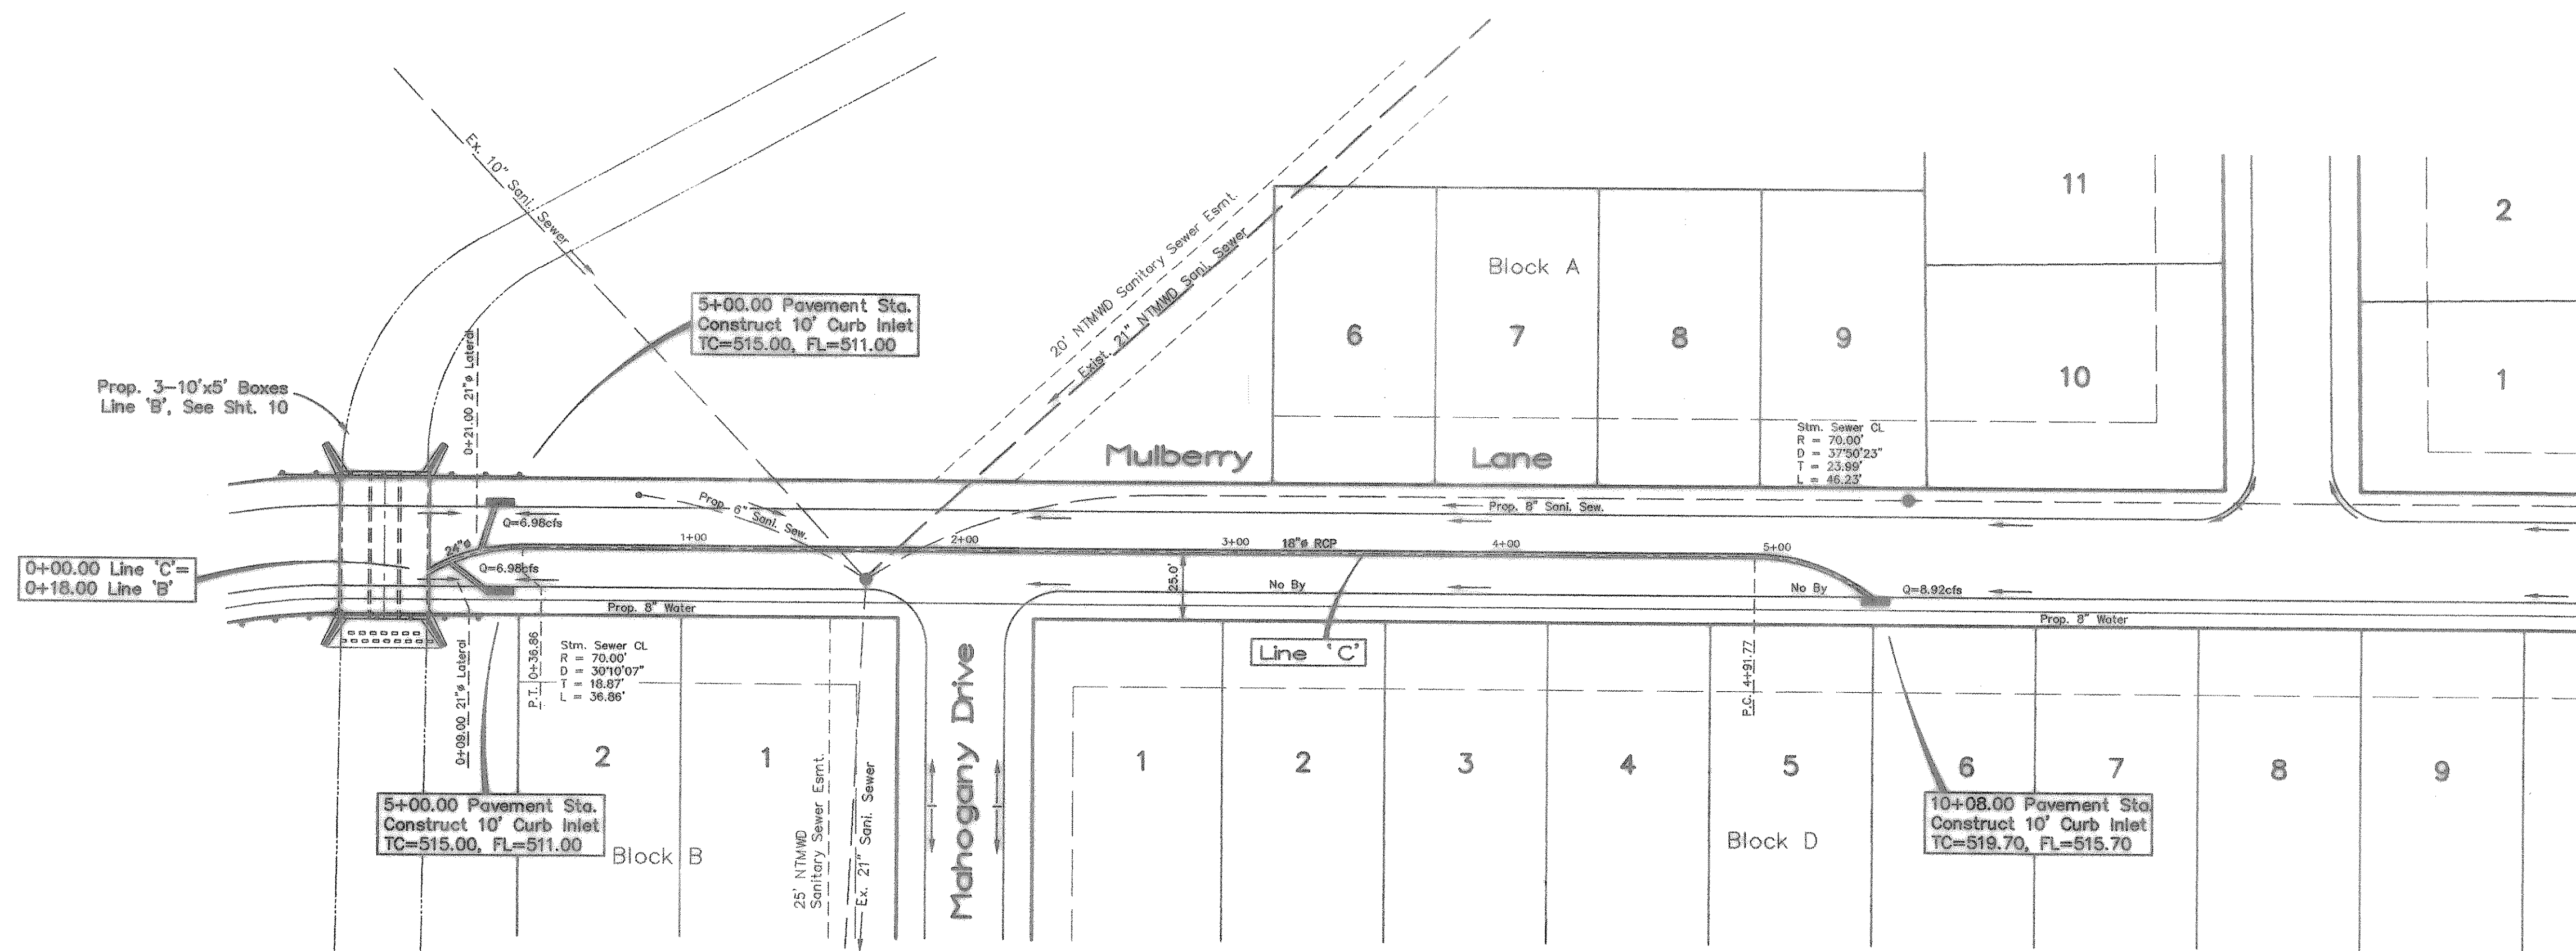 Ex. 10" Sani. Sewer
20' NTMWD Sanitary Sewer Esmt.
Exist. 21" NTMWD Sani. Sewer
11
2
Block A
6
7
8
9
10
1
5+00.00 Pavement Sta.
Construct 10' Curb Inlet
TC=515.00, FL=511.00
Prop. 3-10'x5' Boxes
Line 'B', See Sht. 10
0+21.00 21"ø Lateral
Mulberry Lane
Stm. Sewer CL
R = 70.00'
D = 37°50'23"
T = 23.99'
L = 46.23'
Prop. 6" Sani. Sew.
Prop. 8" Sani. Sew.
Q=6.98cfs
24"ø
1+00
2+00
3+00
18"ø RCP
4+00
5+00
0+00.00 Line 'C'=
0+18.00 Line 'B'
Q=6.98cfs
25.0'
No By
No By
Q=8.92cfs
Prop. 8" Water
Prop. 8" Water
Line 'C'
0+09.00 21"ø Lateral
P.T. 0+36.86
Stm. Sewer CL
R = 70.00'
D = 30°10'07"
T = 18.87'
L = 36.86'
P.C. 4+91.77
2
1
25' NTMWD
Sanitary Sewer Esmt.
Ex. 21" Sani. Sewer
Mahogany Drive
1
2
3
4
5
6
7
8
9
5+00.00 Pavement Sta.
Construct 10' Curb Inlet
TC=515.00, FL=511.00
Block B
Block D
10+08.00 Pavement Sta
Construct 10' Curb Inlet
TC=519.70, FL=515.70